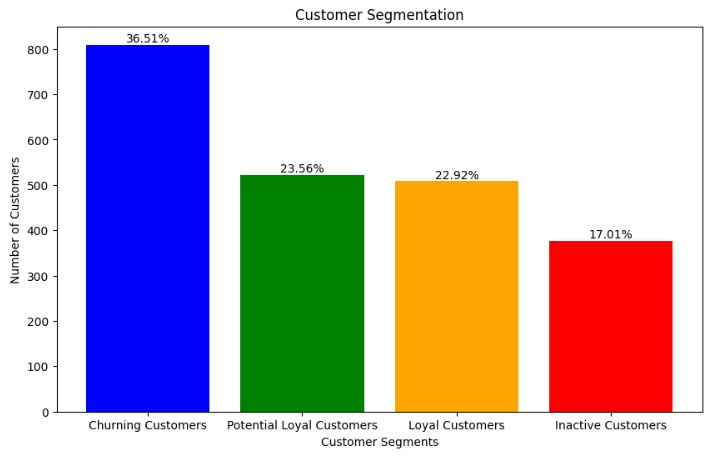 Customer Segmentation
Number of Customers
800
700
600
500
400
300
200
100
0
36.51%
23.56%
22.92%
17.01%
Churning Customers
Potential Loyal Customers
Loyal Customers
Inactive Customers
Customer Segments